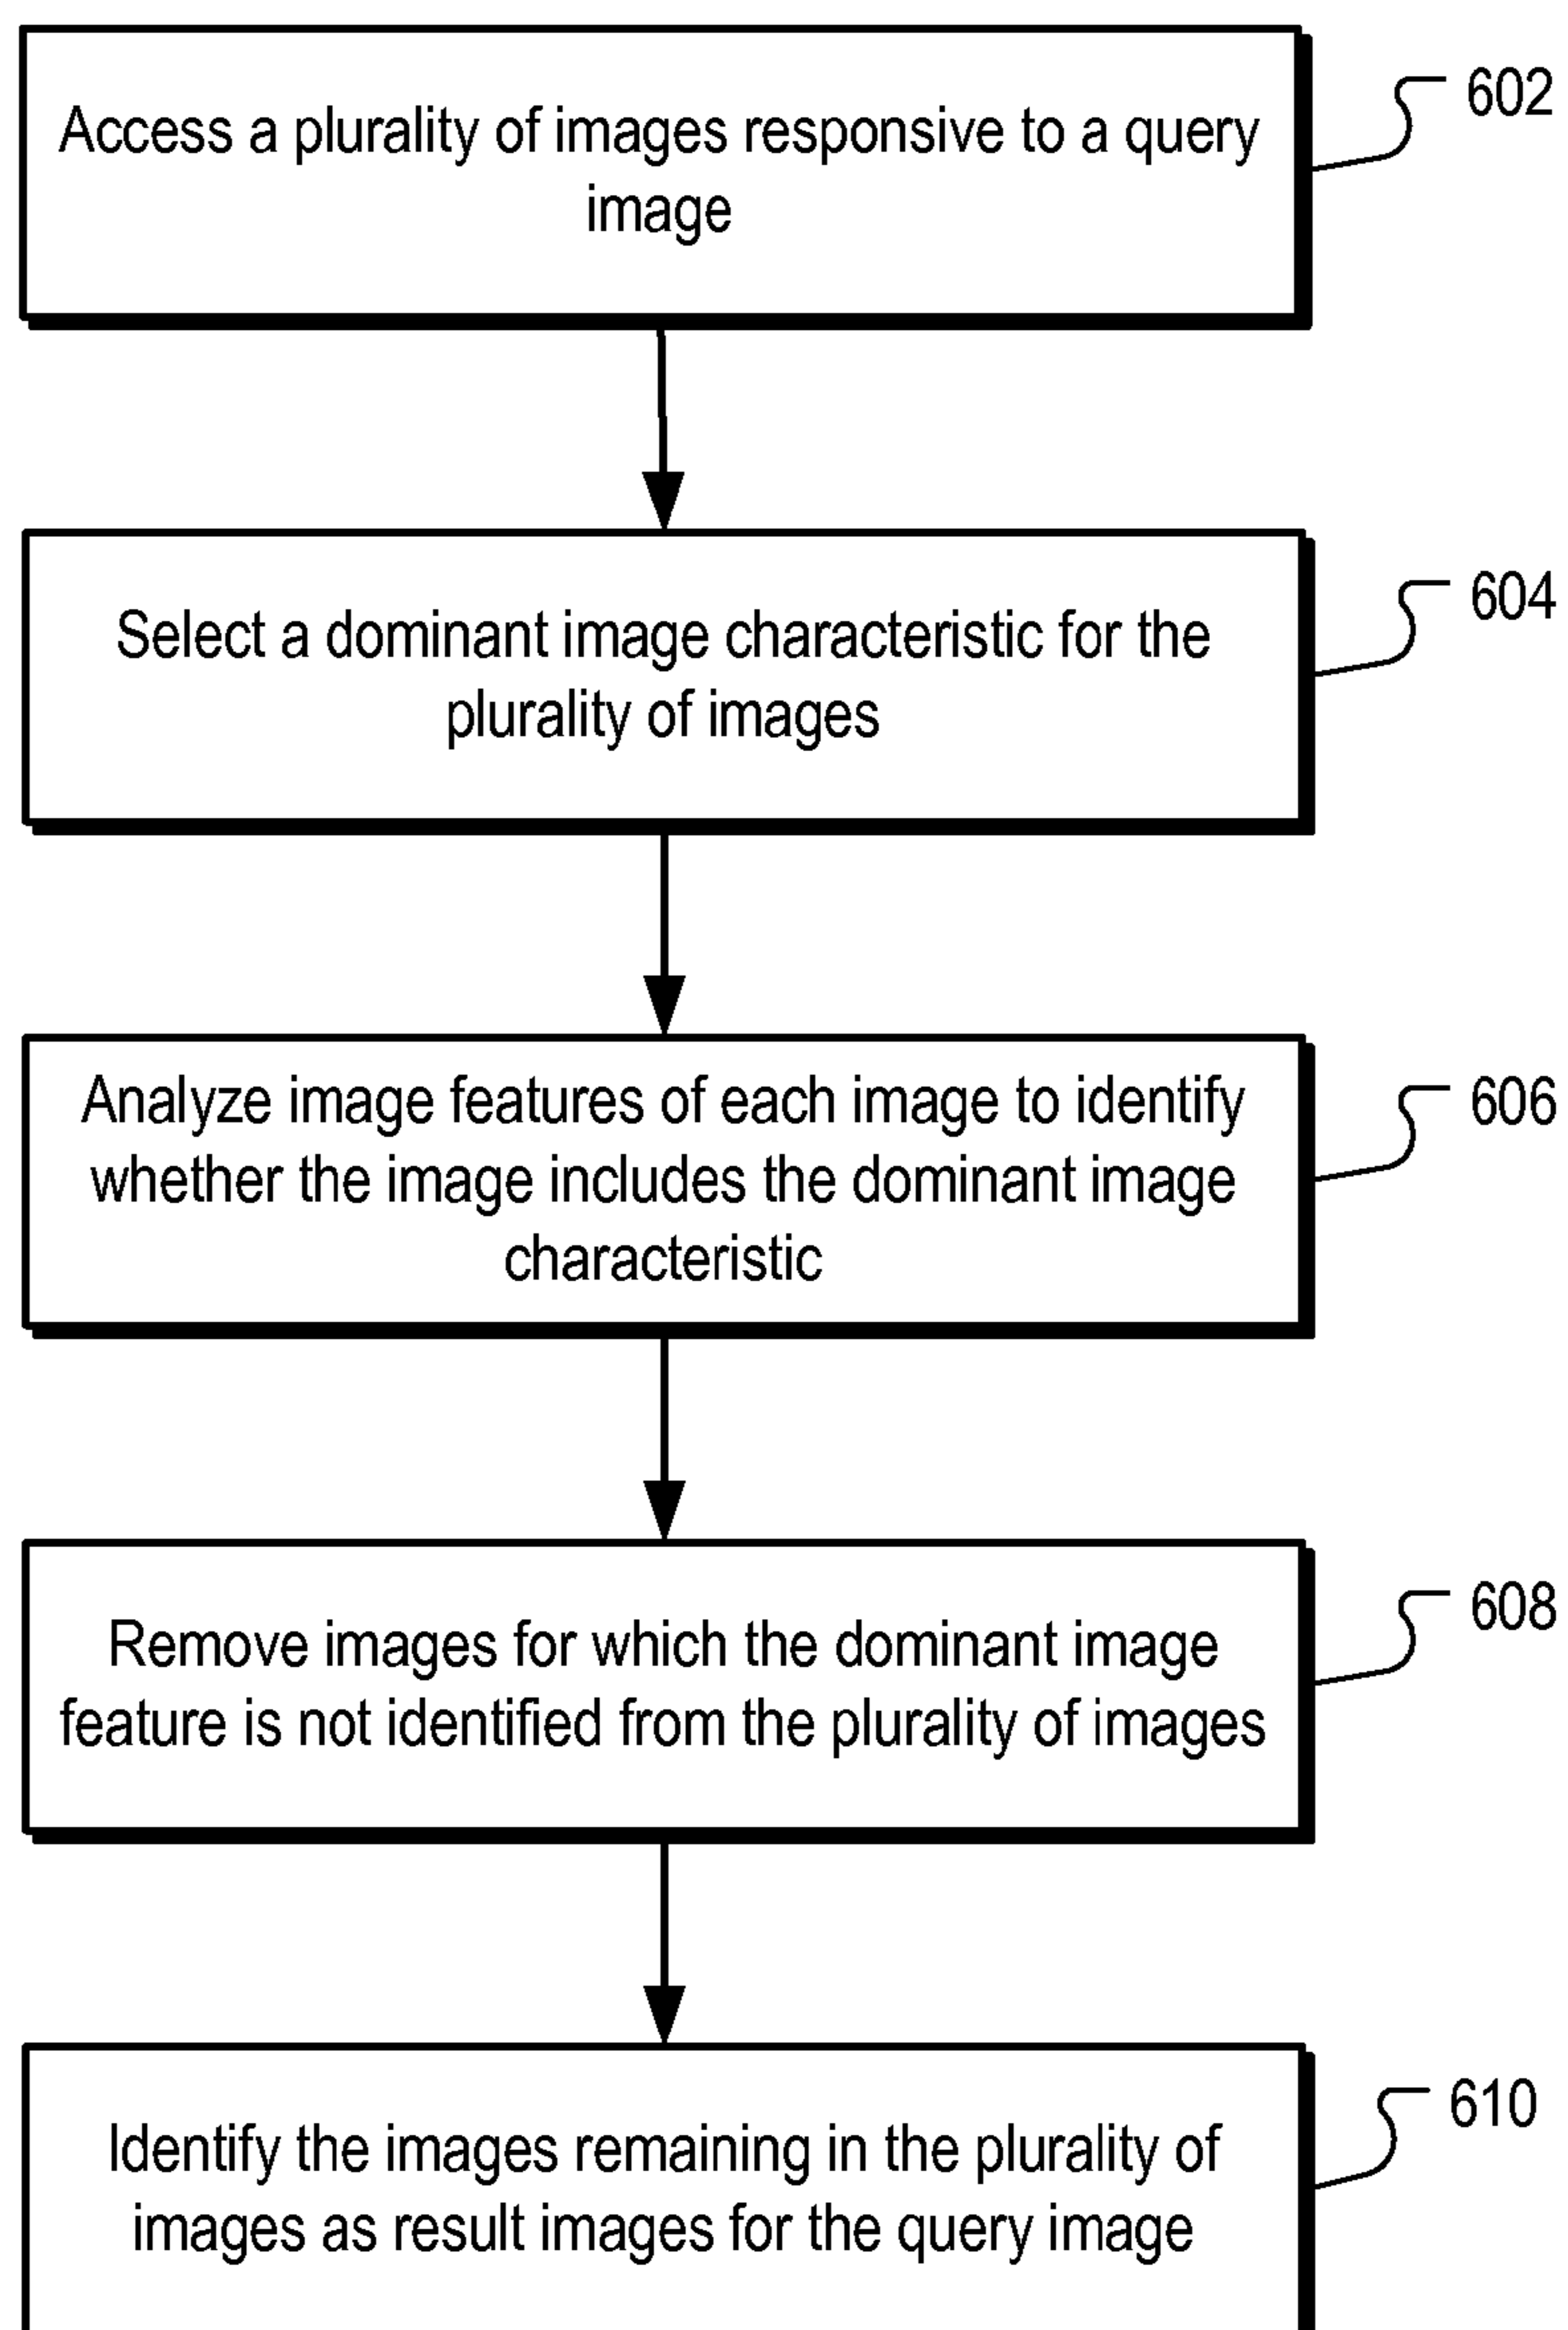 Access a plurality of images responsive to a query
image
602
Select a dominant image characteristic for the
plurality of images
604
Analyze image features of each image to identify
whether the image includes the dominant image
characteristic
606
Remove images for which the dominant image
feature is not identified from the plurality of images
608
Identify the images remaining in the plurality of
images as result images for the query image
610